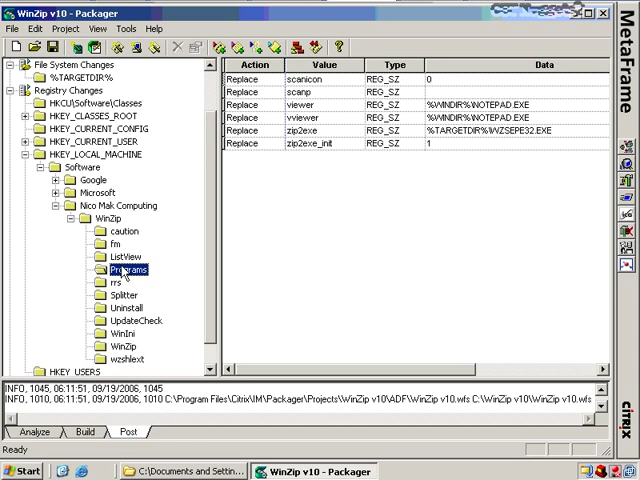 WinZip v10 - Packager
File Edit View Tools Help
File System Changes
%TARGETDIR%
Registry Changes
HKCU\Software\Classes
HKEY_CLASSES_ROOT
HKEY_CURRENT_CONFIG
HKEY_CURRENT_USER
HKEY_LOCAL_MACHINE
Software
Google
Microsoft
Nico Mak Computing
WinZip
caution
fm
ListView
Programs
rrs
Splitter
Uninstall
UpdateCheck
WinIni
WinZip
wzshlext
HKEY_USERS
Action Value Type Data
Replace scanicon REG_SZ 0
Replace scanp REG_SZ
Replace viewer REG_SZ %WINDIR%\NOTEPAD.EXE
Replace vviewer REG_SZ %WINDIR%\NOTEPAD.EXE
Replace zip2exe REG_SZ %TARGETDIR%\WZSEPE32.EXE
Replace zip2exe_init REG_SZ 1
MetaFrame
CITRIX
INFO, 1045, 06:11:51, 09/19/2006, 1045
INFO, 1010, 06:11:51, 09/19/2006, 1010 C:\Program Files\Citrix\IM\Packager\Projects\WinZip v10\ADF\WinZip v10.wfs C:\WinZip v10\WinZip v10.wfs
Analyze Build Post
Ready
Start
C:\Documents and Settin...
WinZip v10 - Packager